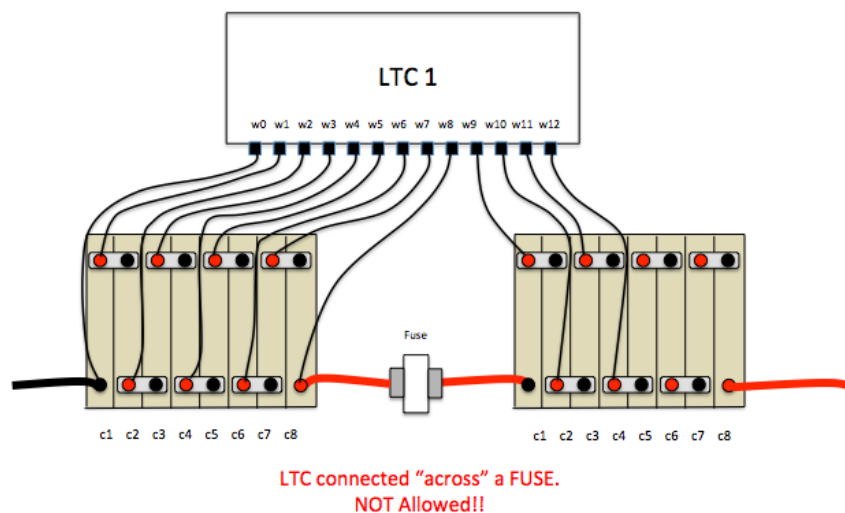 LTC 1
w0 w1 w2 w3 w4 w5 w6 w7 w8 w9 w10 w11 w12
Fuse
c1 c2 c3 c4 c5 c6 c7 c8 c1 c2 c3 c4 c5 c6 c7 c8
LTC connected “across” a FUSE.
NOT Allowed!!